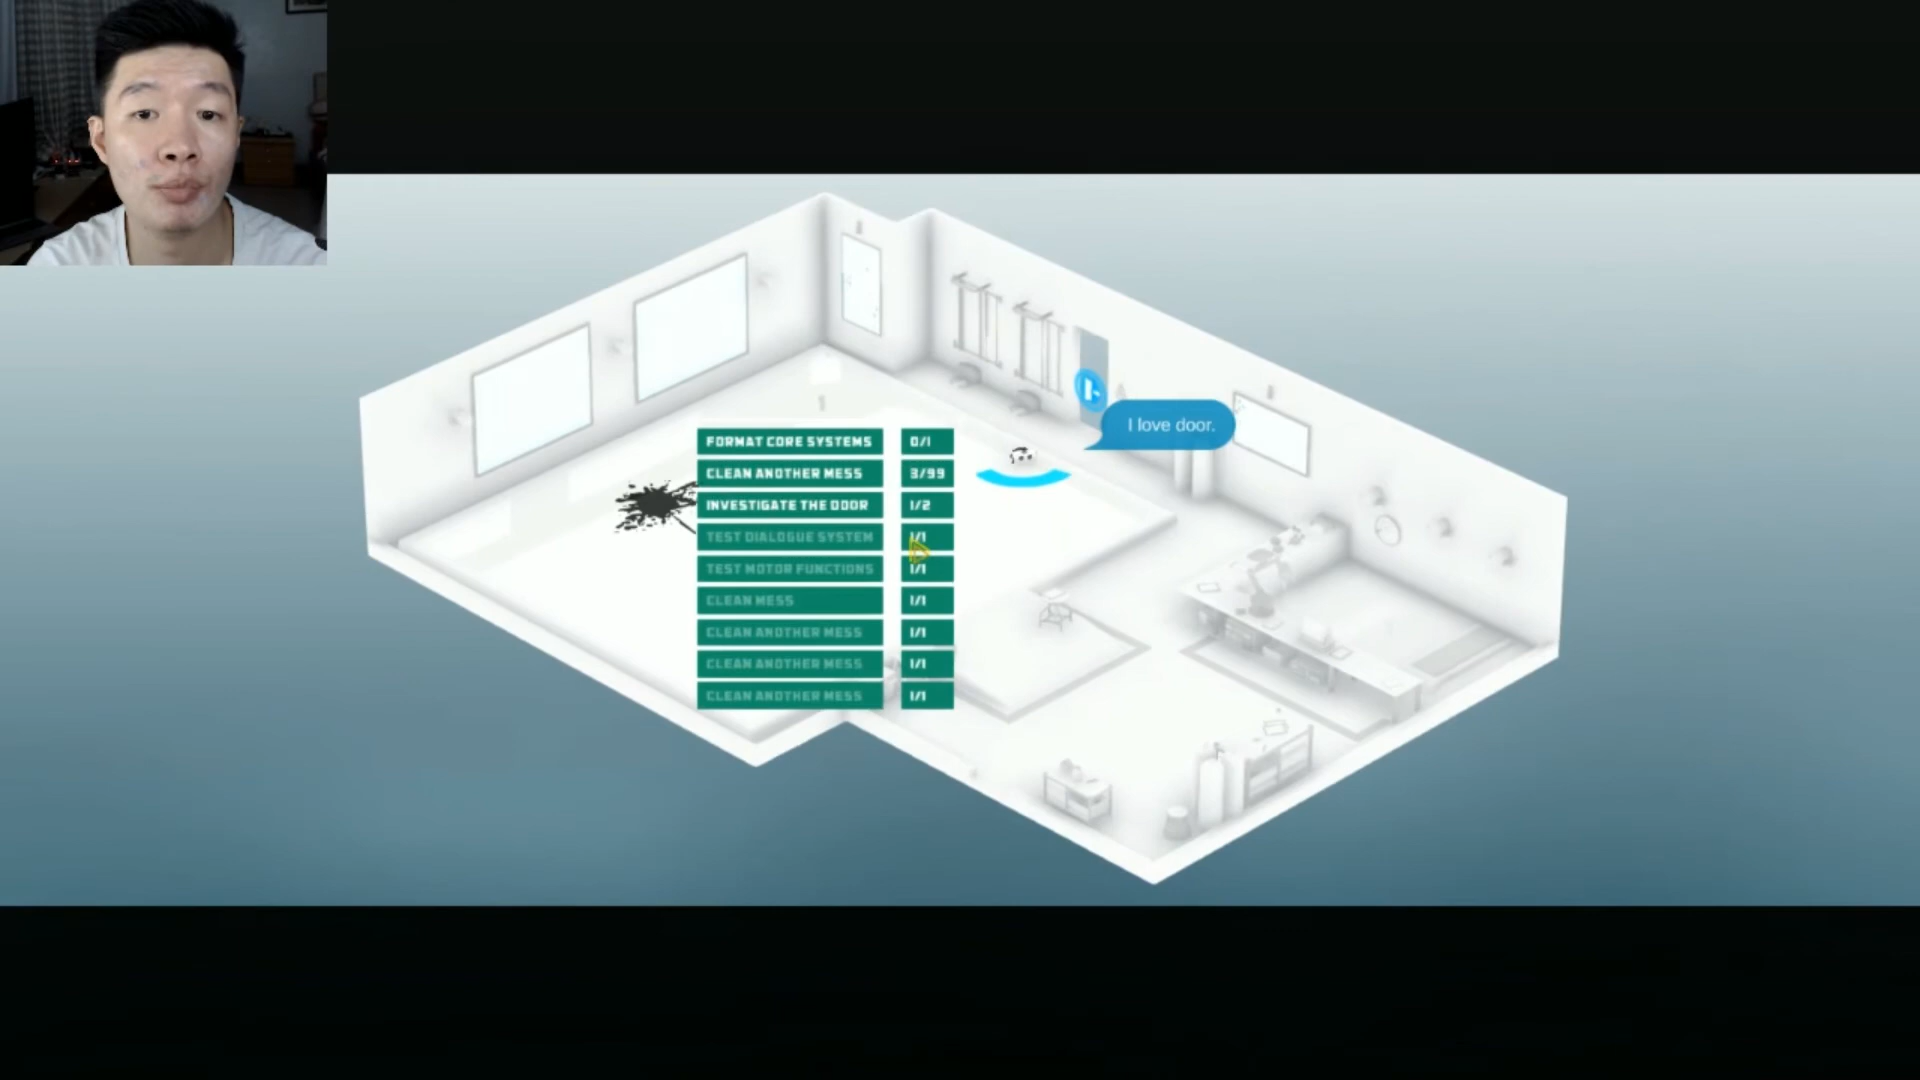 I love door.
FORMAT CORE SYSTEMS 0/1
CLEAN ANOTHER MESS 3/99
INVESTIGATE THE DOOR 1/2
TEST DIALOGUE SYSTEM 1/1
TEST MOTOR FUNCTIONS 1/1
CLEAN MESS 1/1
CLEAN ANOTHER MESS 1/1
CLEAN ANOTHER MESS 1/1
CLEAN ANOTHER MESS 1/1